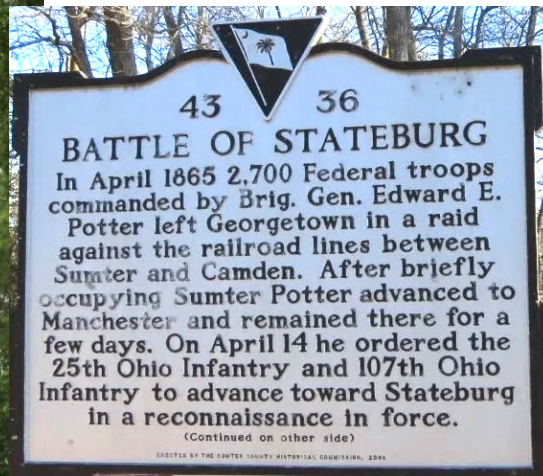 43 36
BATTLE OF STATEBURG
In April 1865 2,700 Federal troops
commanded by Brig. Gen. Edward E.
Potter left Georgetown in a raid
against the railroad lines between
Sumter and Camden. After briefly
occupying Sumter Potter advanced to
Manchester and remained there for a
few days. On April 14 he ordered the
25th Ohio Infantry and 107th Ohio
Infantry to advance toward Stateburg
in a reconnaissance in force.
(Continued on other side)
ERECTED BY THE SUMTER COUNTY HISTORICAL COMMISSION,